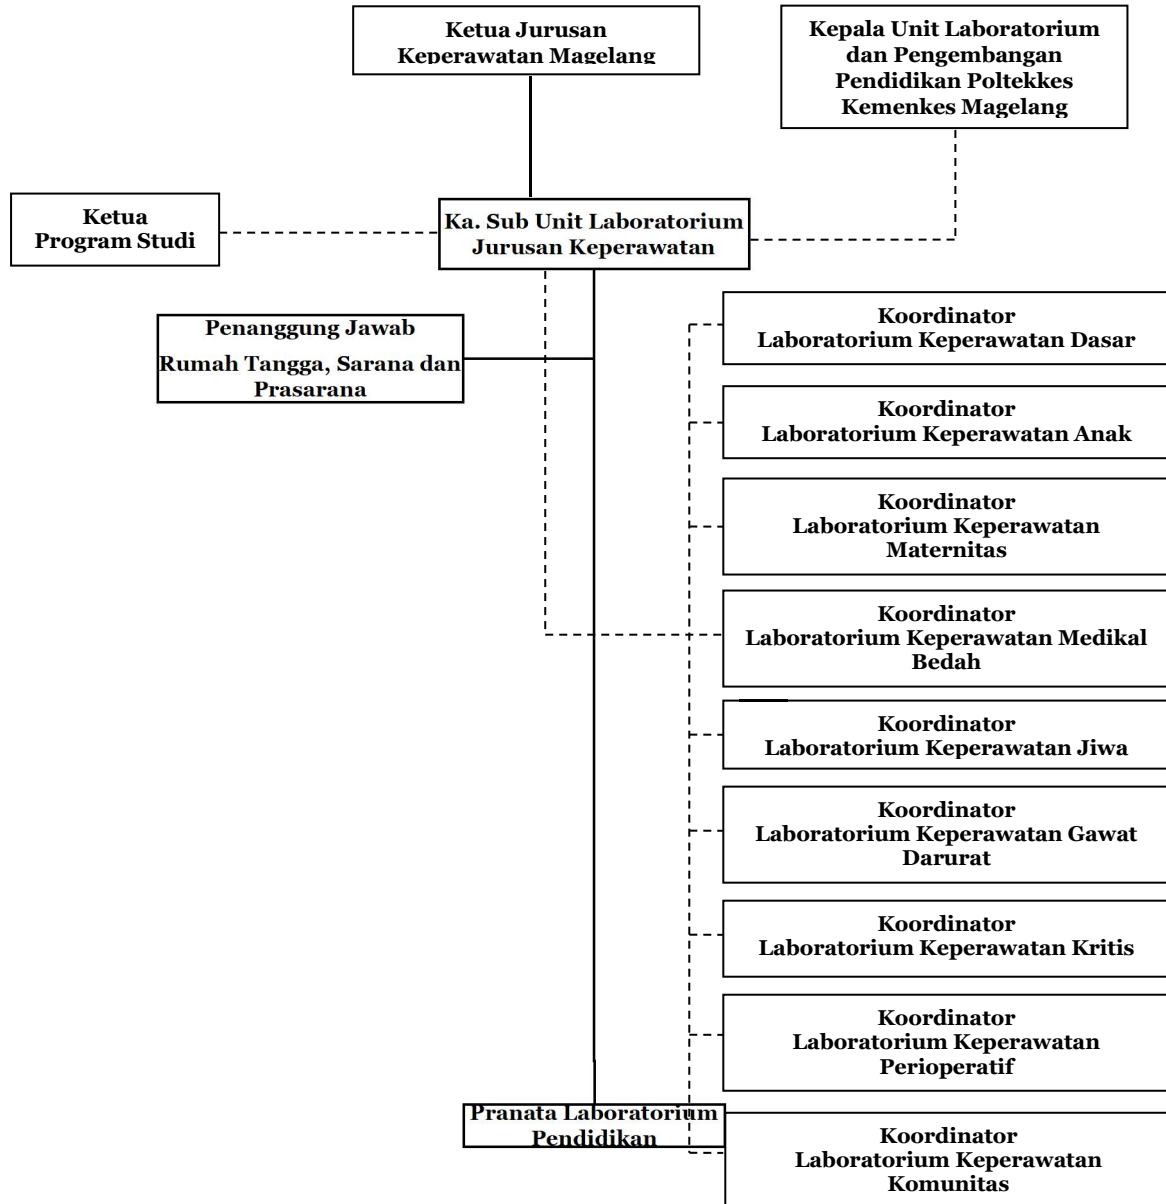 Ketua Jurusan
Keperawatan Magelang
Kepala Unit Laboratorium
dan Pengembangan
Pendidikan Poltekkes
Kemenkes Magelang
Ketua
Program Studi
Ka. Sub Unit Laboratorium
Jurusan Keperawatan
Penanggung Jawab
Rumah Tangga, Sarana dan
Prasarana
Koordinator
Laboratorium Keperawatan Dasar
Koordinator
Laboratorium Keperawatan Anak
Koordinator
Laboratorium Keperawatan
Maternitas
Koordinator
Laboratorium Keperawatan Medikal
Bedah
Koordinator
Laboratorium Keperawatan Jiwa
Koordinator
Laboratorium Keperawatan Gawat
Darurat
Koordinator
Laboratorium Keperawatan Kritis
Koordinator
Laboratorium Keperawatan
Perioperatif
Pranata Laboratorium
Pendidikan
Koordinator
Laboratorium Keperawatan
Komunitas